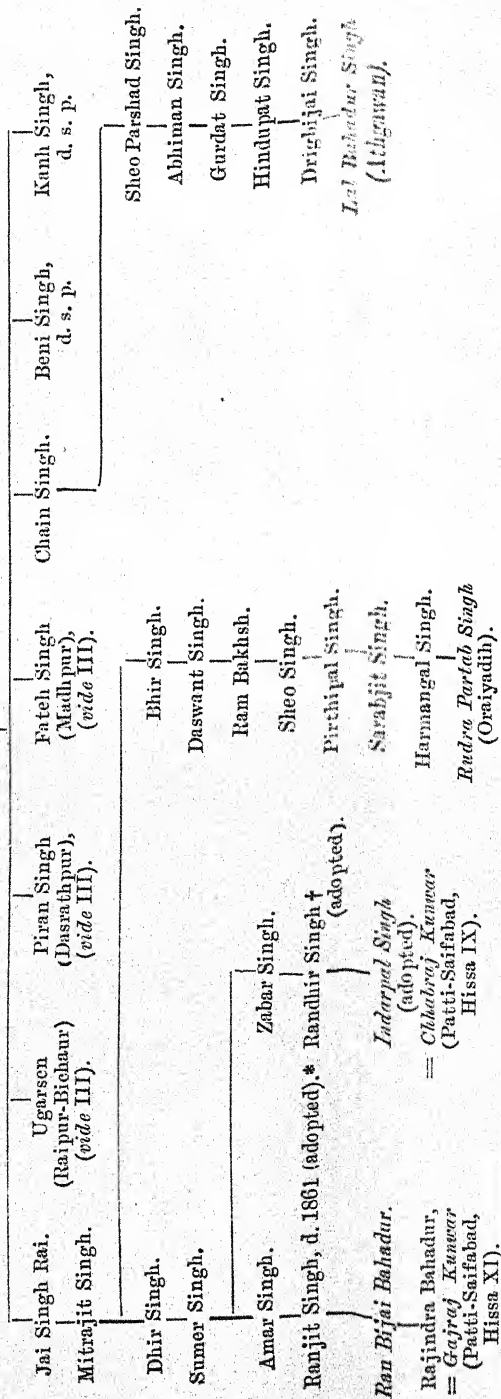 Jai Singh Rai.
Ugarsen
(Raipur-Bichaur)
(vide III).
Piran Singh
(Dasrathpur),
(vide III).
Fateh Singh
(Madhpur),
(vide III).
Chain Singh.
Beni Singh,
d. s. p.
Kanh Singh,
d. s. p.
Mitrajit Singh.
Dhir Singh.
Bhir Singh.
Sheo Parshad Singh.
Sumer Singh.
Daswant Singh.
Abhiman Singh.
Ram Bakhsh.
Gurdat Singh.
Amar Singh.
Zabar Singh.
Sheo Singh.
Hindupat Singh.
Ranjit Singh, d. 1861 (adopted).*
Randhir Singh †
(adopted).
Pirthipal Singh.
Drigbijai Singh.
Sarabjit Singh.
Lal Bahadur Singh
(Athgawan).
Ran Bijai Bahadur.
Indarpal Singh
(adopted).
= Chhabraj Kunwar
(Patti-Saifabad,
Hissa IX).
Harmangal Singh.
Rajindra Bahadur,
= Gajraj Kunwar
(Patti-Saifabad,
Hissa XI).
Rudra Partab Singh
(Oraiyadih).